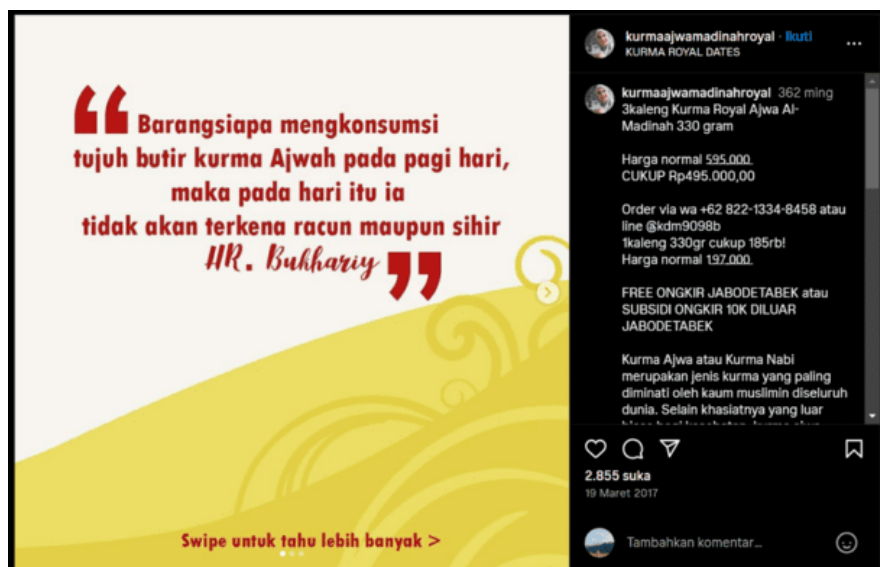 Barangsiapa mengkonsumsi
tujuh butir kurma Ajwah pada pagi hari,
maka pada hari itu ia
tidak akan terkena racun maupun sihir
HR. Bukhariy
Swipe untuk tahu lebih banyak >
kurmaajwamadinahroyal · Ikuti
KURMA ROYAL DATES
kurmaajwamadinahroyal 362 ming
3kaleng Kurma Royal Ajwa Al-
Madinah 330 gram
Harga normal 595.000
CUKUP Rp495.000,00
Order via wa +62 822-1334-8458 atau
line @kdm9098b
1kaleng 330gr cukup 185rb!
Harga normal 197.000
FREE ONGKIR JABODETABEK atau
SUBSIDI ONGKIR 10K DILUAR
JABODETABEK
Kurma Ajwa atau Kurma Nabi
merupakan jenis kurma yang paling
diminati oleh kaum muslimin diseluruh
dunia. Selain khasiatnya yang luar
2.855 suka
19 Maret 2017
Tambahkan komentar...